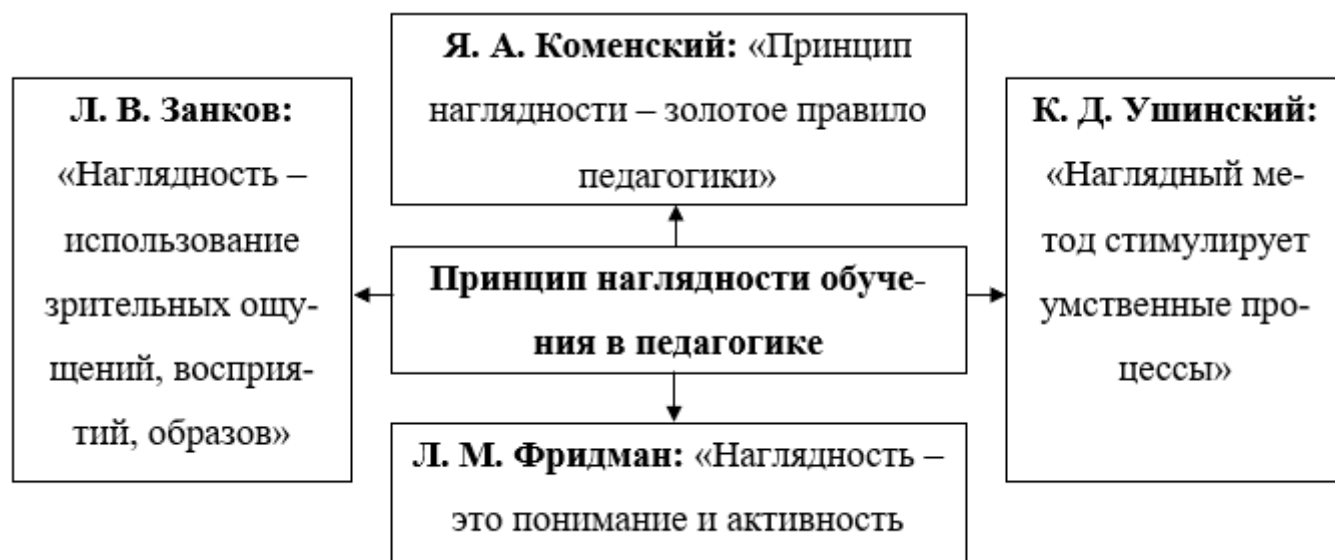 Я. А. Коменский: «Принцип
наглядности – золотое правило
педагогики»
Л. В. Занков:
«Наглядность –
использование
зрительных ощу-
щений, восприя-
тий, образов»
Принцип наглядности обуче-
ния в педагогике
К. Д. Ушинский:
«Наглядный ме-
тод стимулирует
умственные про-
цессы»
Л. М. Фридман: «Наглядность –
это понимание и активность